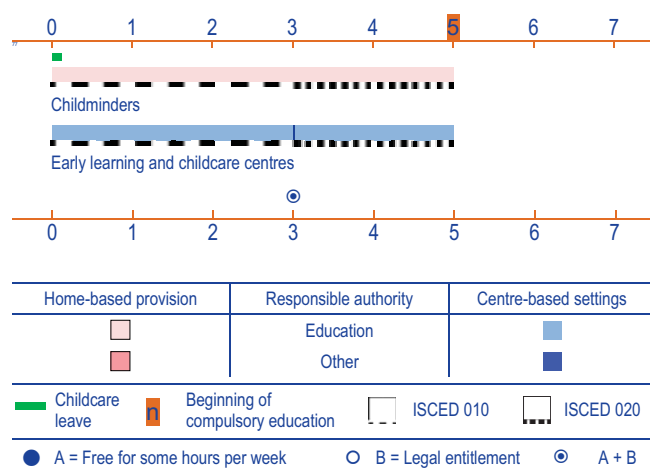 0 1 2 3 4 5 6 7
Childminders
Early learning and childcare centres
0 1 2 3 4 5 6 7
Home-based provision Responsible authority Centre-based settings
Education
Other
Childcare leave
n Beginning of compulsory education
ISCED 010
ISCED 020
A = Free for some hours per week B = Legal entitlement A + B